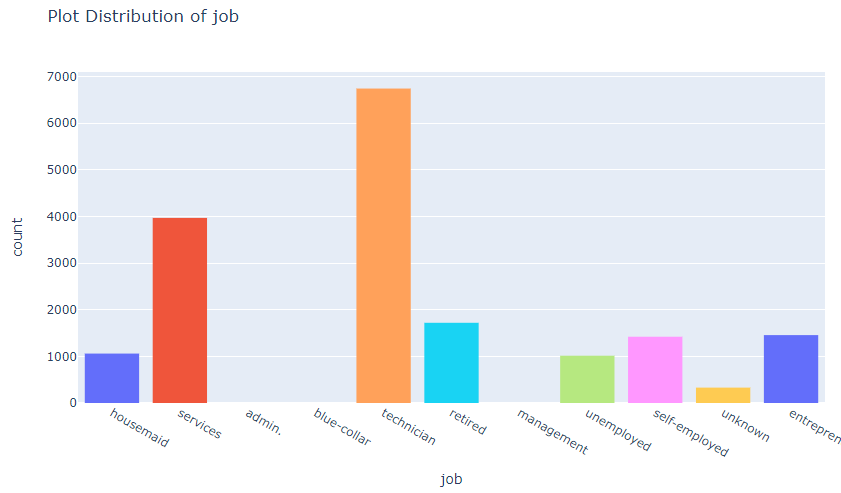 Plot Distribution of job
7000
6000
5000
4000
3000
2000
1000
0
count
housemaid
services
admin.
blue-collar
technician
retired
management
unemployed
self-employed
unknown
entrepren
job